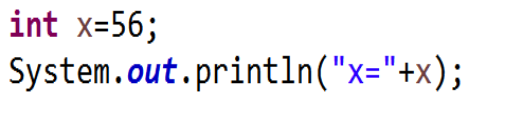 int x=56;
System.out.println("x="+x);